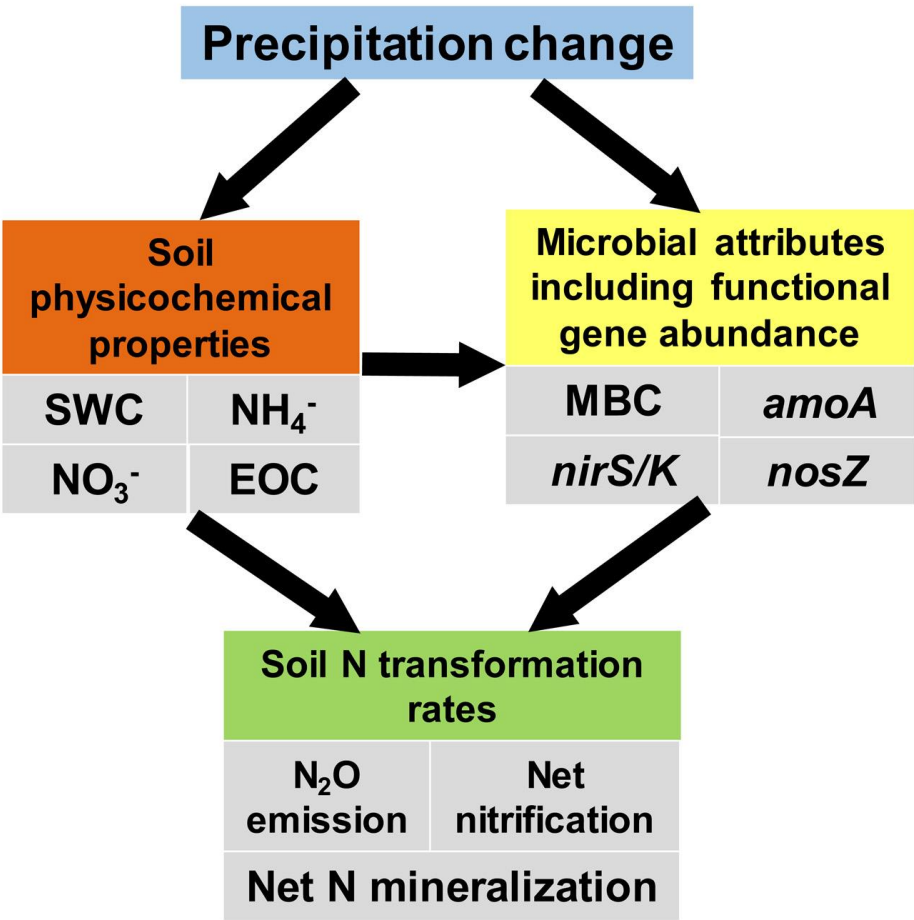 Precipitation change
Soil
physicochemical
properties
SWC
NH₄⁻
NO₃⁻
EOC
Microbial attributes
including functional
gene abundance
MBC
amoA
nirS/K
nosZ
Soil N transformation
rates
N₂O
emission
Net
nitrification
Net N mineralization